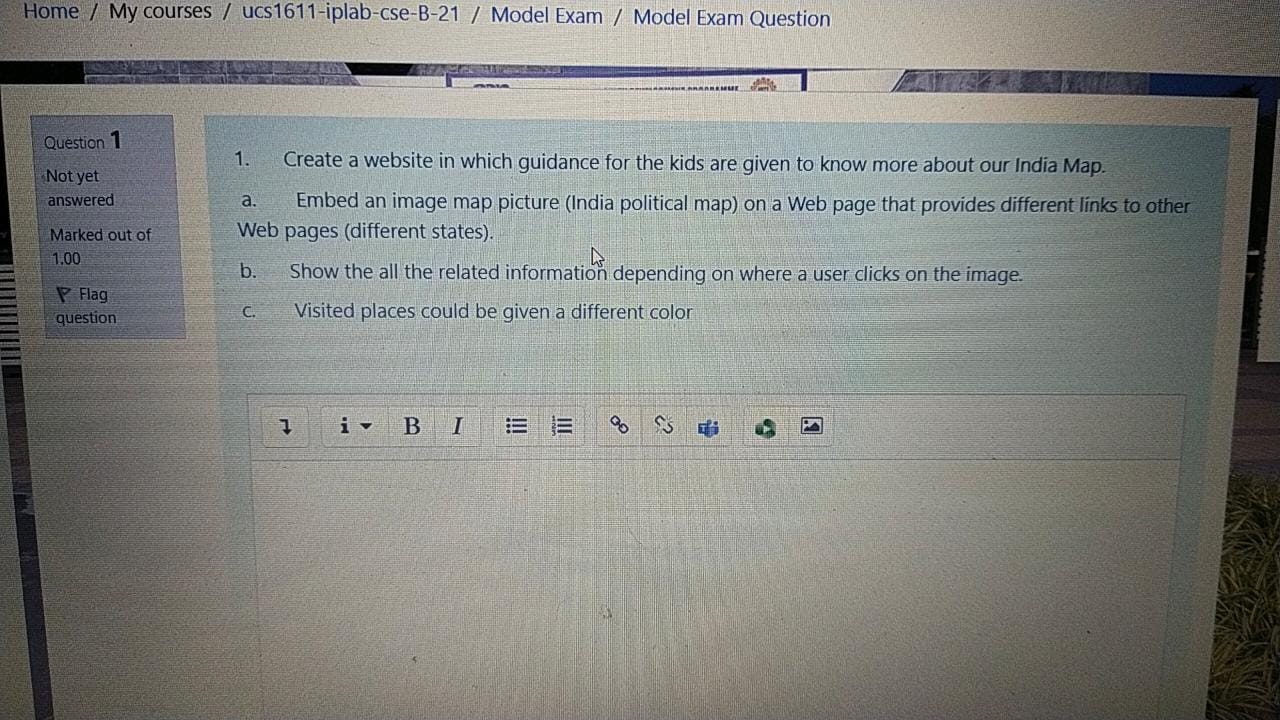 Home / My courses / ucs1611-iplab-cse-B-21 / Model Exam / Model Exam Question
Question 1
Not yet
answered
Marked out of
1.00
Flag
question
1. Create a website in which guidance for the kids are given to know more about our India Map.
a. Embed an image map picture (India political map) on a Web page that provides different links to other
Web pages (different states).
b. Show the all the related information depending on where a user clicks on the image.
c. Visited places could be given a different color
i B I